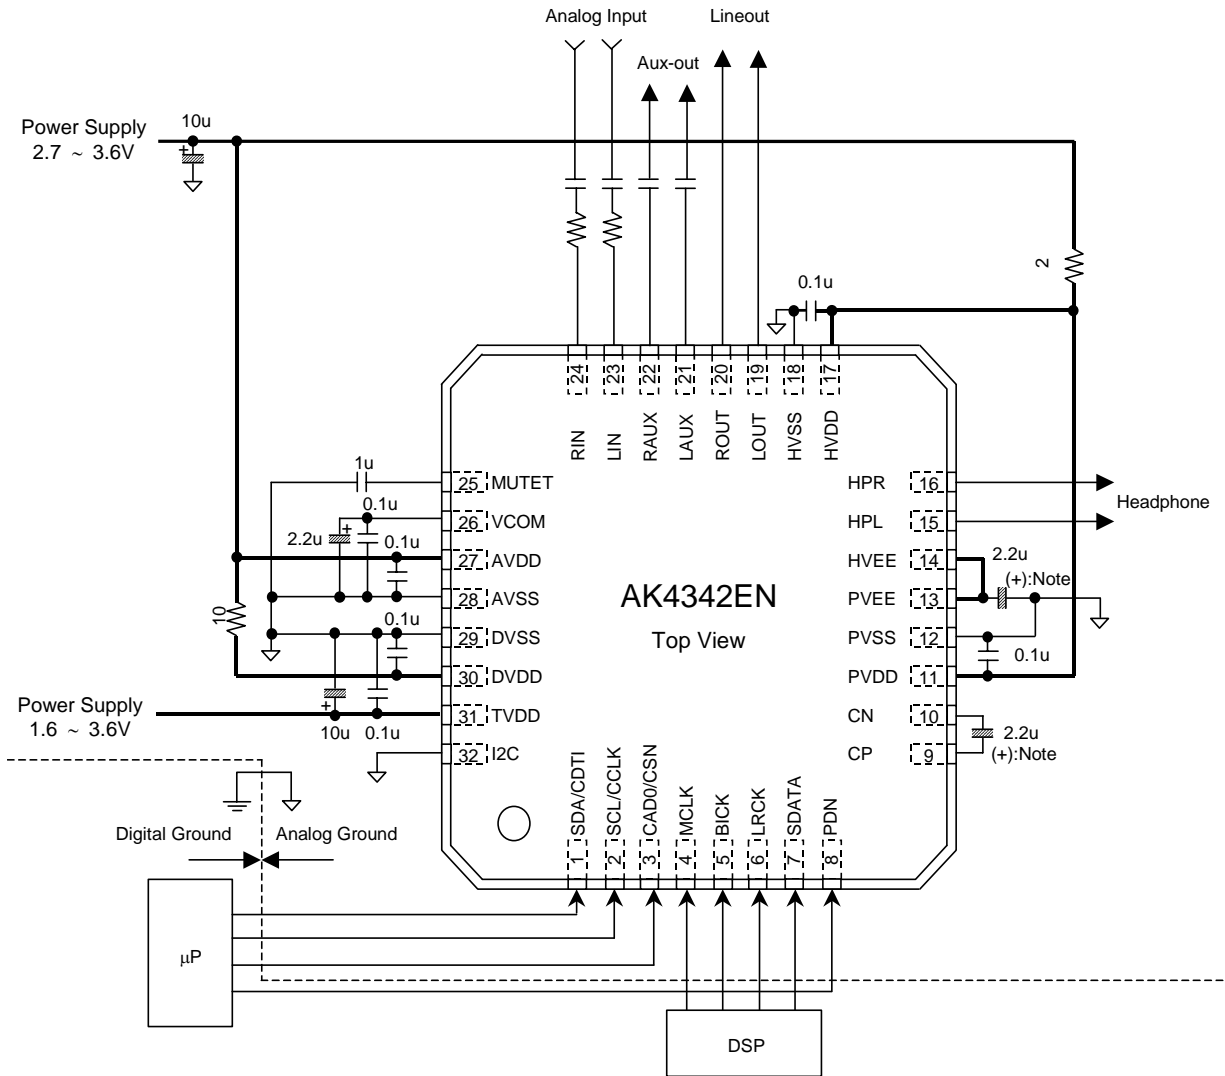 Analog Input
Lineout
Aux-out
10u
+
Power Supply
2.7 ~ 3.6V
2
0.1u
24
23
22
21
20
19
18
17
RIN
LIN
RAUX
LAUX
ROUT
LOUT
HVSS
HVDD
1u
25 MUTET
HPR 16
Headphone
0.1u
+
26 VCOM
HPL 15
2.2u
0.1u
27 AVDD
HVEE 14
2.2u
(+):Note
28 AVSS
AK4342EN
PVEE 13
10
0.1u
29 DVSS
Top View
PVSS 12
0.1u
30 DVDD
PVDD 11
Power Supply
1.6 ~ 3.6V
+
10u
0.1u
31 TVDD
CN 10
2.2u
(+):Note
32 I2C
CP 9
SDA/CDTI
SCL/CCLK
CAD0/CSN
MCLK
BICK
LRCK
SDATA
PDN
1
2
3
4
5
6
7
8
Digital Ground
Analog Ground
µP
DSP